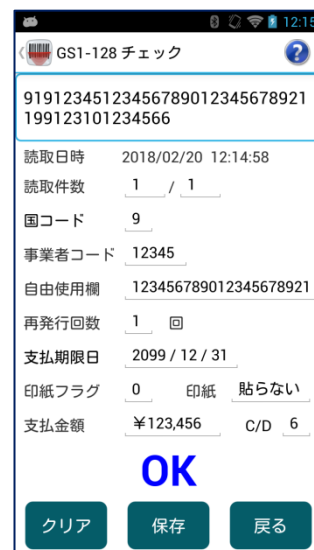 12:15
GS1-128 チェック
?
91912345123456789012345678921
199123101234566
読取日時 2018/02/20 12:14:58
読取件数 1 / 1
国コード 9
事業者コード 12345
自由使用欄 123456789012345678921
再発行回数 1 回
支払期限日 2099 / 12 / 31
印紙フラグ 0 印紙 貼らない
支払金額 ¥123,456 C/D 6
OK
クリア 保存 戻る